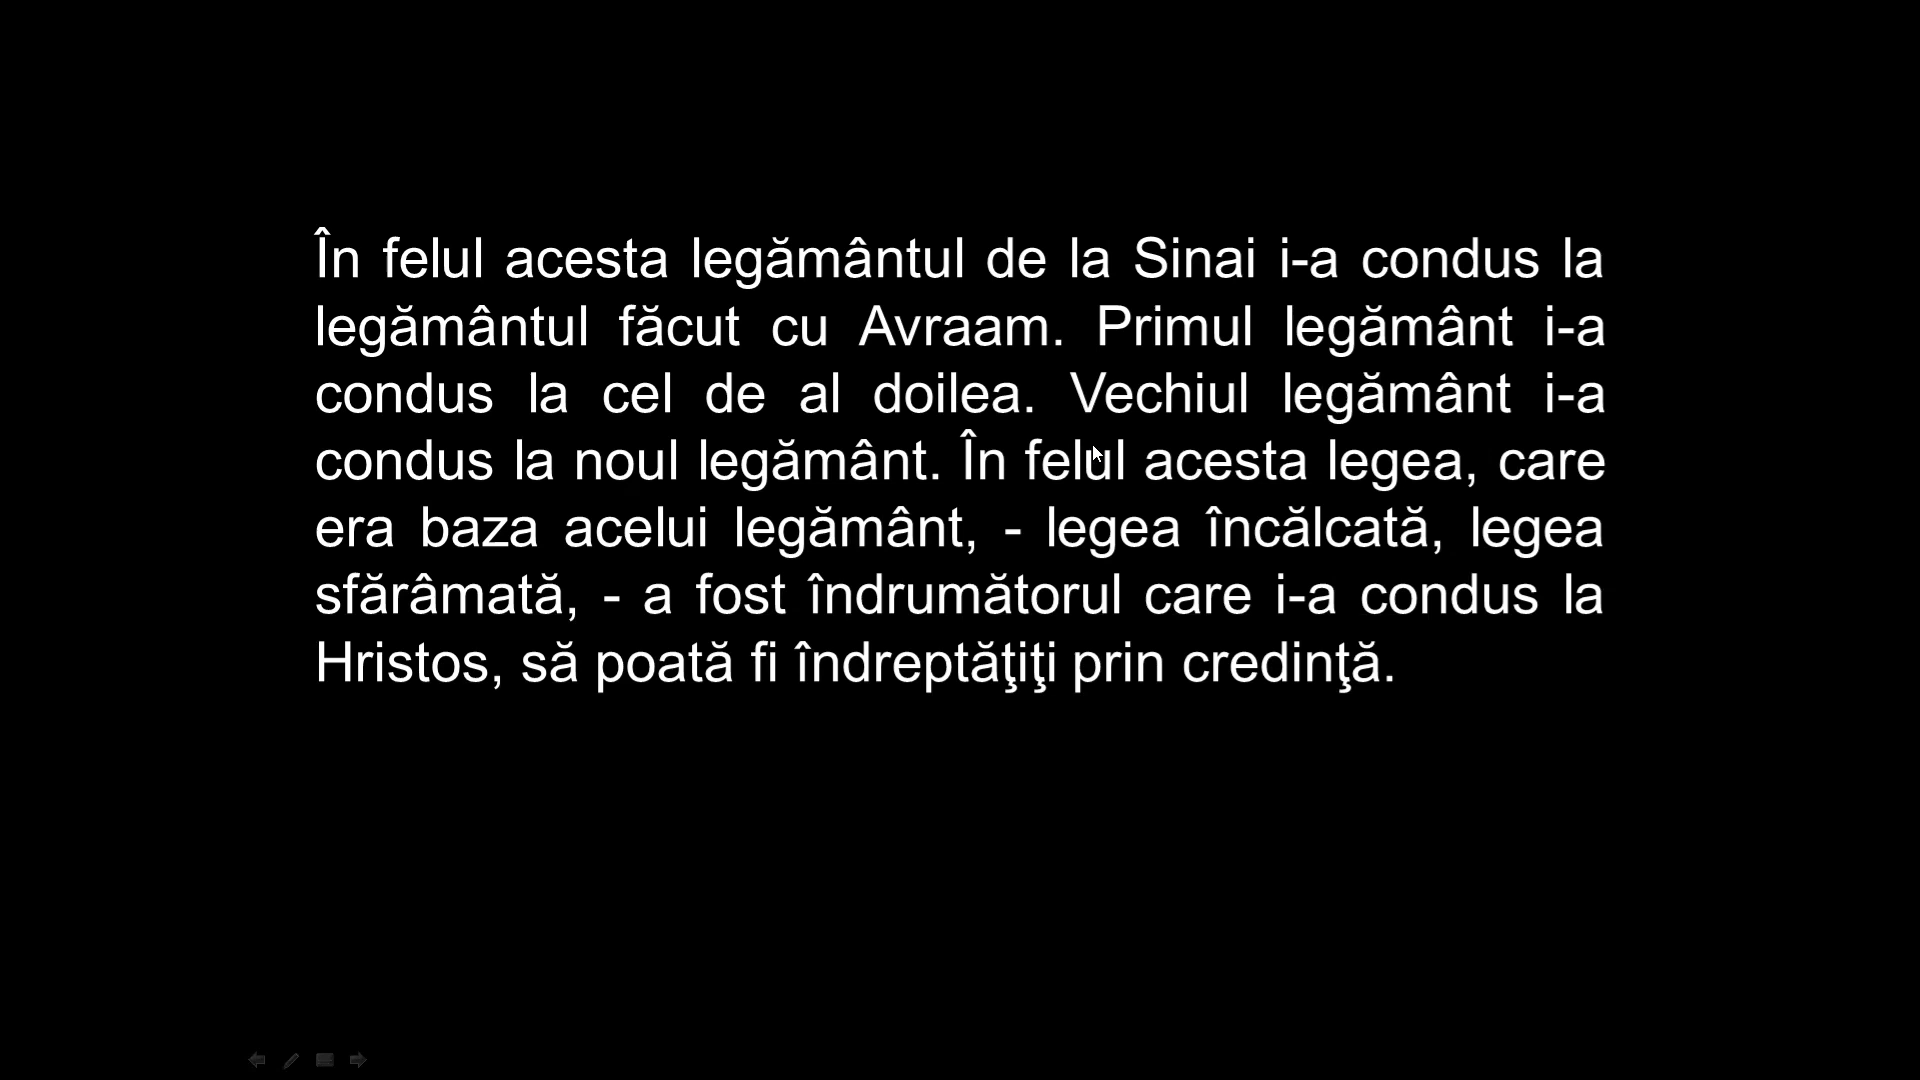 În felul acesta legământul de la Sinai i-a condus la
legământul făcut cu Avraam. Primul legământ i-a
condus la cel de al doilea. Vechiul legământ i-a
condus la noul legământ. În felul acesta legea, care
era baza acelui legământ, - legea încălcată, legea
sfărâmată, - a fost îndrumătorul care i-a condus la
Hristos, să poată fi îndreptăţiţi prin credinţă.